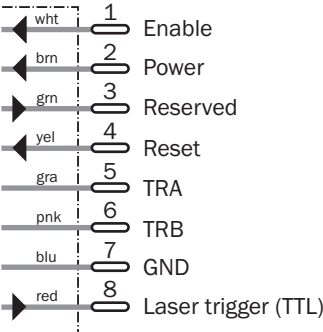 wht 1 Enable
brn 2 Power
grn 3 Reserved
yel 4 Reset
gra 5 TRA
pnk 6 TRB
blu 7 GND
red 8 Laser trigger (TTL)